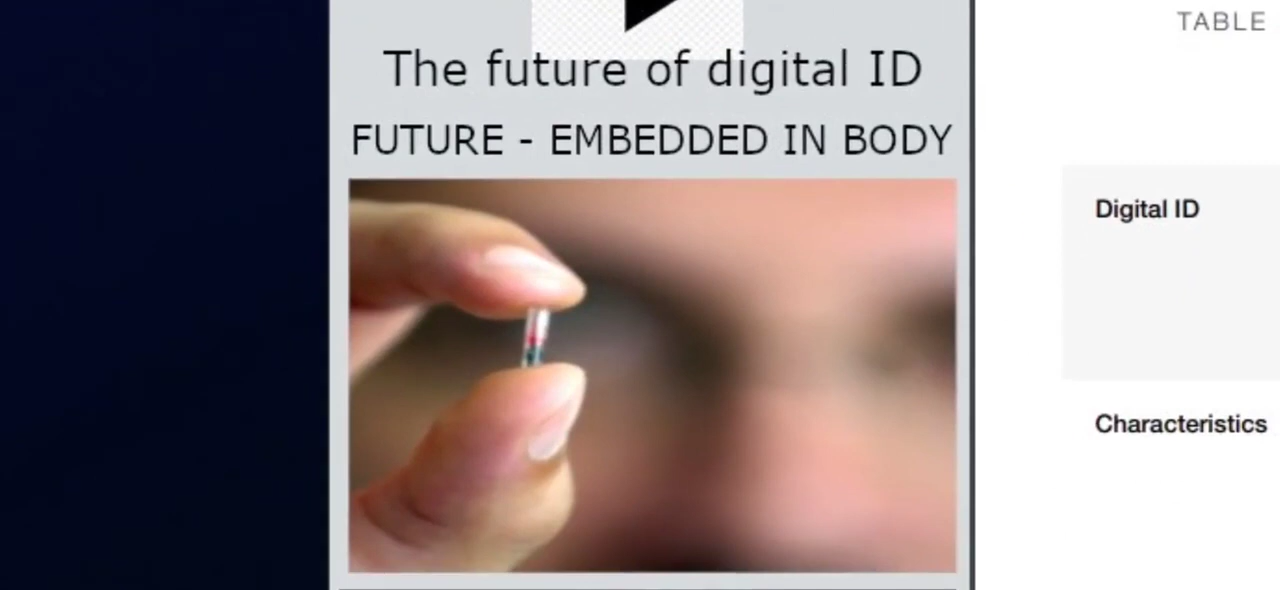 The future of digital ID
FUTURE - EMBEDDED IN BODY
TABLE
Digital ID
Characteristics